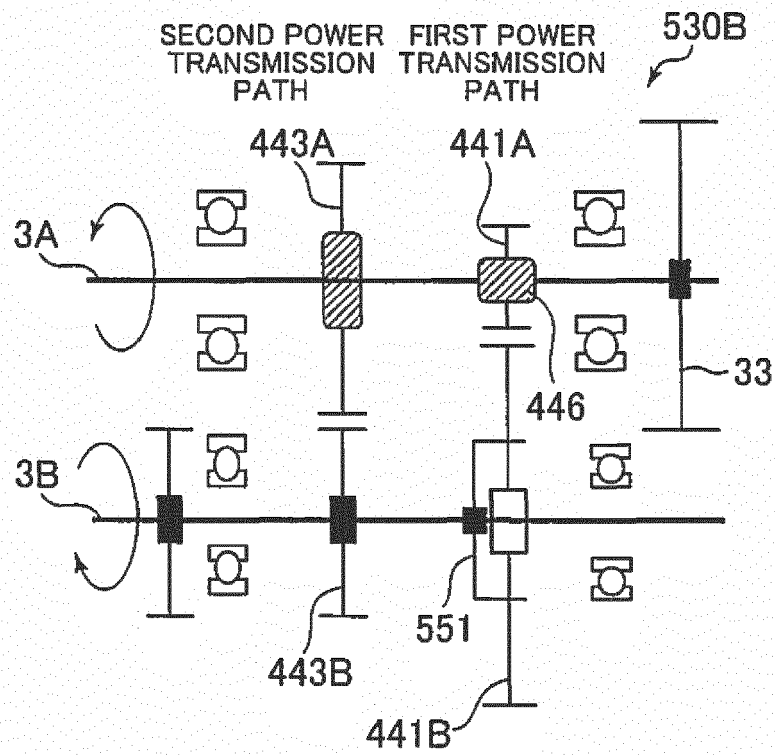 SECOND POWER
TRANSMISSION
PATH
FIRST POWER
TRANSMISSION
PATH
530B
443A
441A
3A
33
446
3B
551
443B
441B